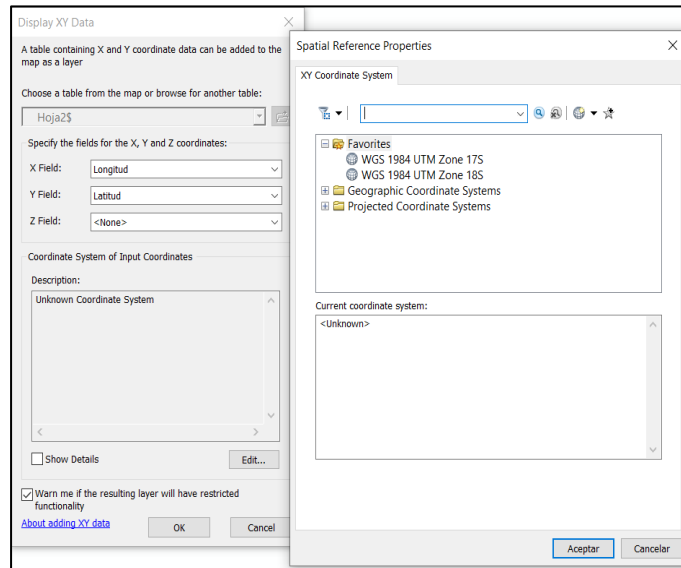 Display XY Data
A table containing X and Y coordinate data can be added to the
map as a layer
Choose a table from the map or browse for another table:
Hoja2$
Specify the fields for the X, Y and Z coordinates:
X Field:
Longitud
Y Field:
Latitud
Z Field:
<None>
Coordinate System of Input Coordinates
Description:
Unknown Coordinate System
Show Details
Edit...
Warn me if the resulting layer will have restricted
functionality
About adding XY data
OK
Cancel
Spatial Reference Properties
XY Coordinate System
Favorites
WGS 1984 UTM Zone 17S
WGS 1984 UTM Zone 18S
Geographic Coordinate Systems
Projected Coordinate Systems
Current coordinate system:
<Unknown>
Aceptar
Cancelar